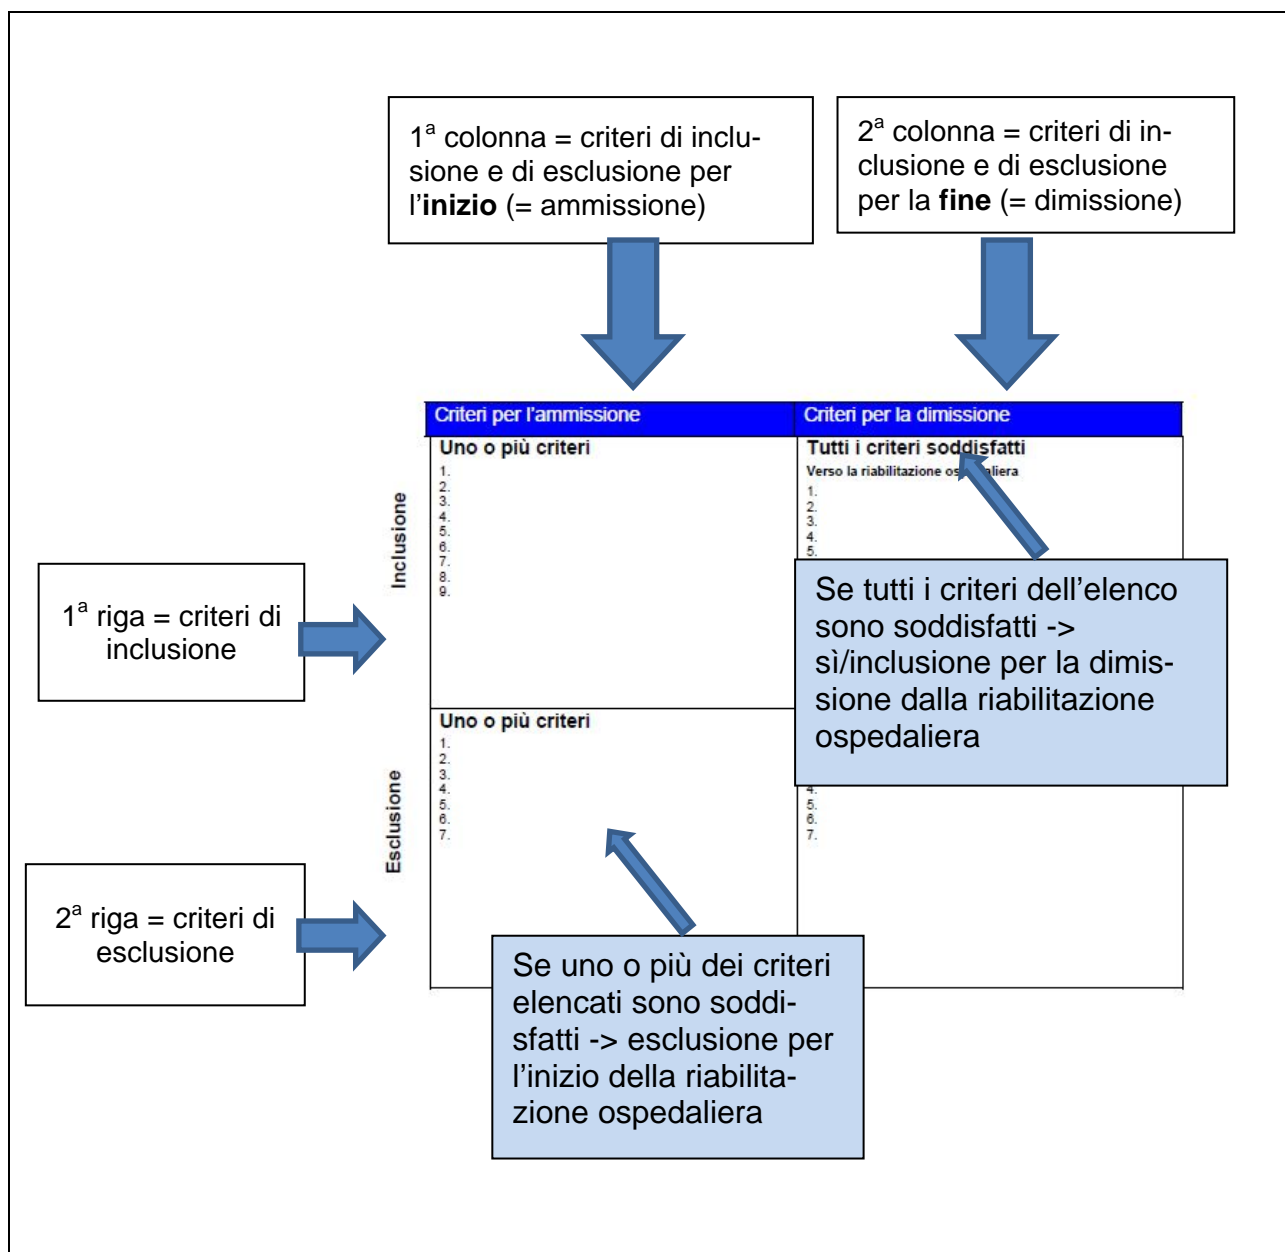 1ª colonna = criteri di inclu-
sione e di esclusione per
l’inizio (= ammissione)
2ª colonna = criteri di in-
clusione e di esclusione
per la fine (= dimissione)
Criteri per l'ammissione
Criteri per la dimissione
Inclusione
Uno o più criteri
1.
2.
3.
4.
5.
6.
7.
8.
9.
Tutti i criteri soddisfatti
Verso la riabilitazione ospedaliera
1.
2.
3.
4.
5.
1ª riga = criteri di
inclusione
Se tutti i criteri dell’elenco
sono soddisfatti ->
sì/inclusione per la dimis-
sione dalla riabilitazione
ospedaliera
Esclusione
Uno o più criteri
1.
2.
3.
4.
5.
6.
7.
4.
5.
6.
7.
2ª riga = criteri di
esclusione
Se uno o più dei criteri
elencati sono soddi-
sfatti -> esclusione per
l’inizio della riabilita-
zione ospedaliera